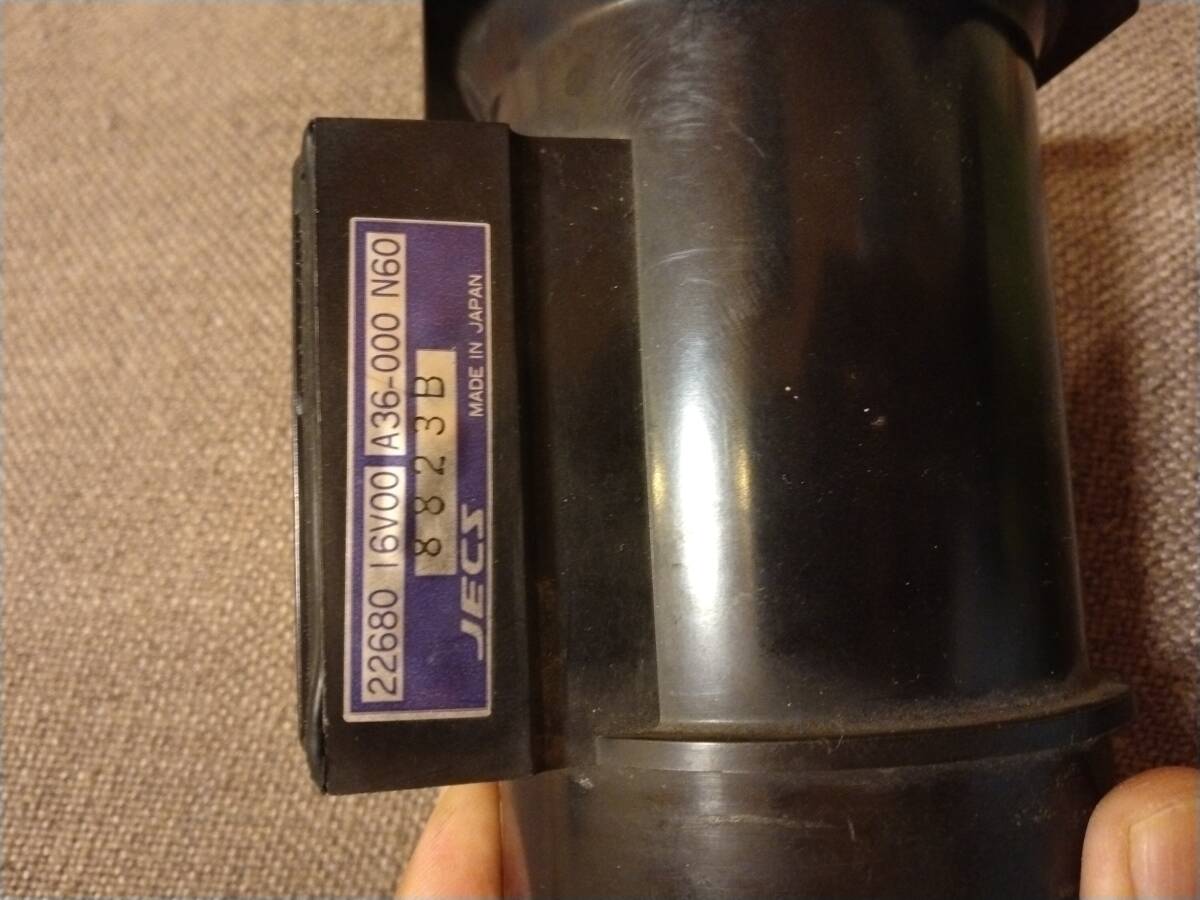 22680 16V00 A36-000 N60
8823B
JECS MADE IN JAPAN